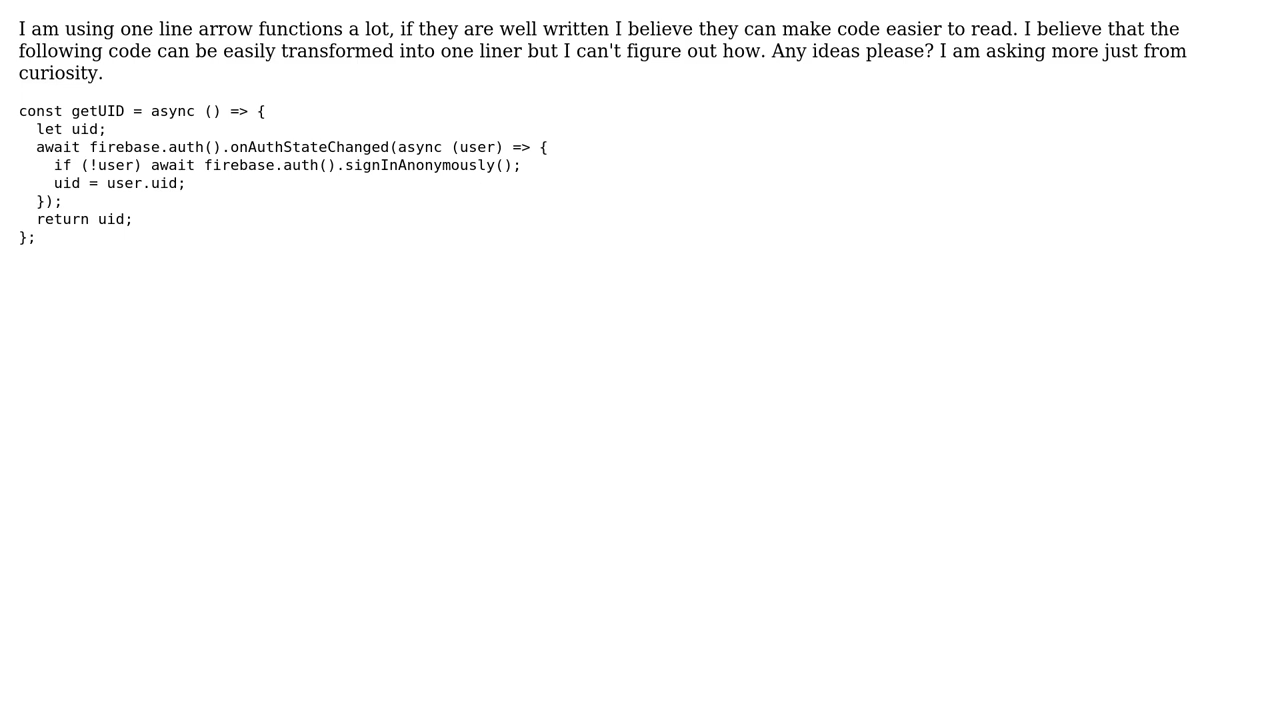 I am using one line arrow functions a lot, if they are well written I believe they can make code easier to read. I believe that the
following code can be easily transformed into one liner but I can't figure out how. Any ideas please? I am asking more just from
curiosity.
const getUID = async () => {
  let uid;
  await firebase.auth().onAuthStateChanged(async (user) => {
    if (!user) await firebase.auth().signInAnonymously();
    uid = user.uid;
  });
  return uid;
};